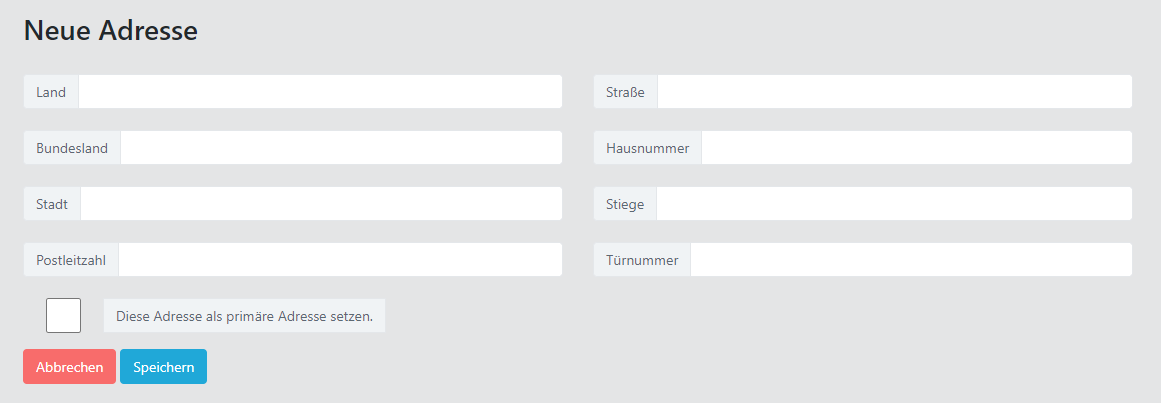 Neue Adresse
Land
Straße
Bundesland
Hausnummer
Stadt
Stiege
Postleitzahl
Türnummer
Diese Adresse als primäre Adresse setzen.
Abbrechen
Speichern